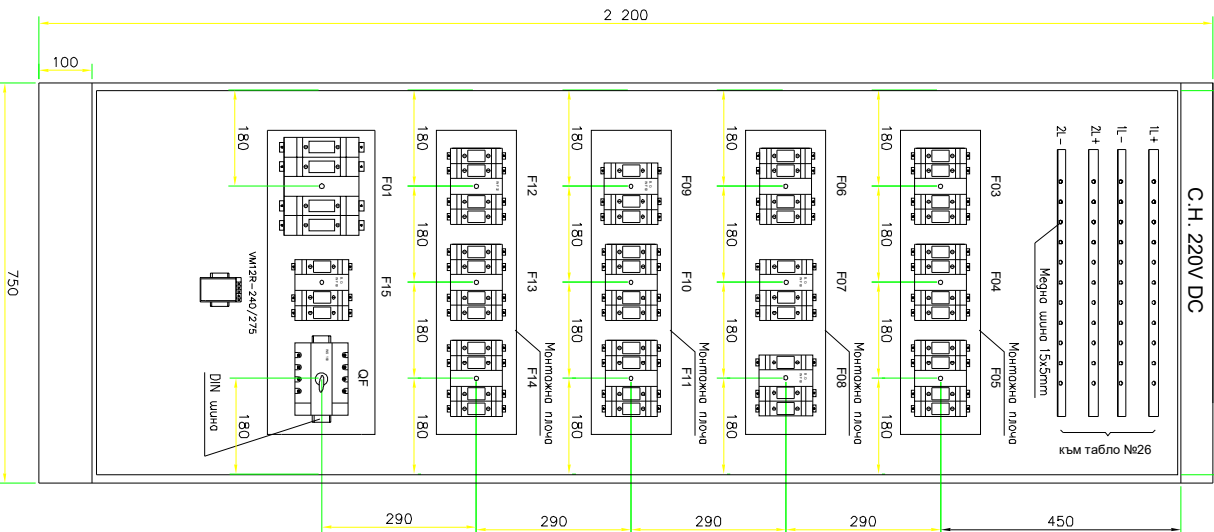 2 200
100
750
С.Н. 220V DC
1L+
1L-
2L+
2L-
Медна шина 15x5mm
към табло №26
450
290
290
290
290
F03
F04
F05
Монтажна плоча
180
180
180
180
F06
F07
F08
Монтажна плоча
180
180
180
180
F09
F10
F11
Монтажна плоча
180
180
180
180
F12
F13
F14
Монтажна плоча
180
180
180
180
F01
F15
QF
VM12R-240/275
DIN шина
180
180